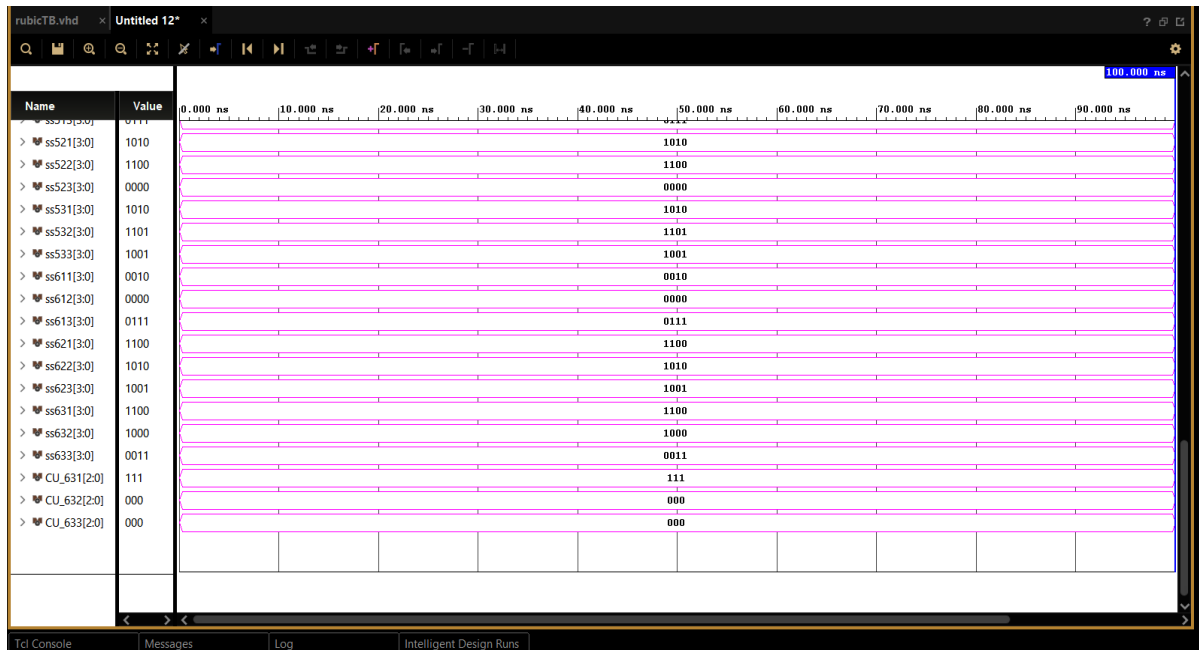 rubicTB.vhd × Untitled 12* × ? 
100.000 ns
Name Value 0.000 ns 10.000 ns 20.000 ns 30.000 ns 40.000 ns 50.000 ns 60.000 ns 70.000 ns 80.000 ns 90.000 ns
ss513[3:0] 0111 0111
> ss521[3:0] 1010 1010
> ss522[3:0] 1100 1100
> ss523[3:0] 0000 0000
> ss531[3:0] 1010 1010
> ss532[3:0] 1101 1101
> ss533[3:0] 1001 1001
> ss611[3:0] 0010 0010
> ss612[3:0] 0000 0000
> ss613[3:0] 0111 0111
> ss621[3:0] 1100 1100
> ss622[3:0] 1010 1010
> ss623[3:0] 1001 1001
> ss631[3:0] 1100 1100
> ss632[3:0] 1000 1000
> ss633[3:0] 0011 0011
> CU_631[2:0] 111 111
> CU_632[2:0] 000 000
> CU_633[2:0] 000 000
Tcl Console Messages Log Intelligent Design Runs